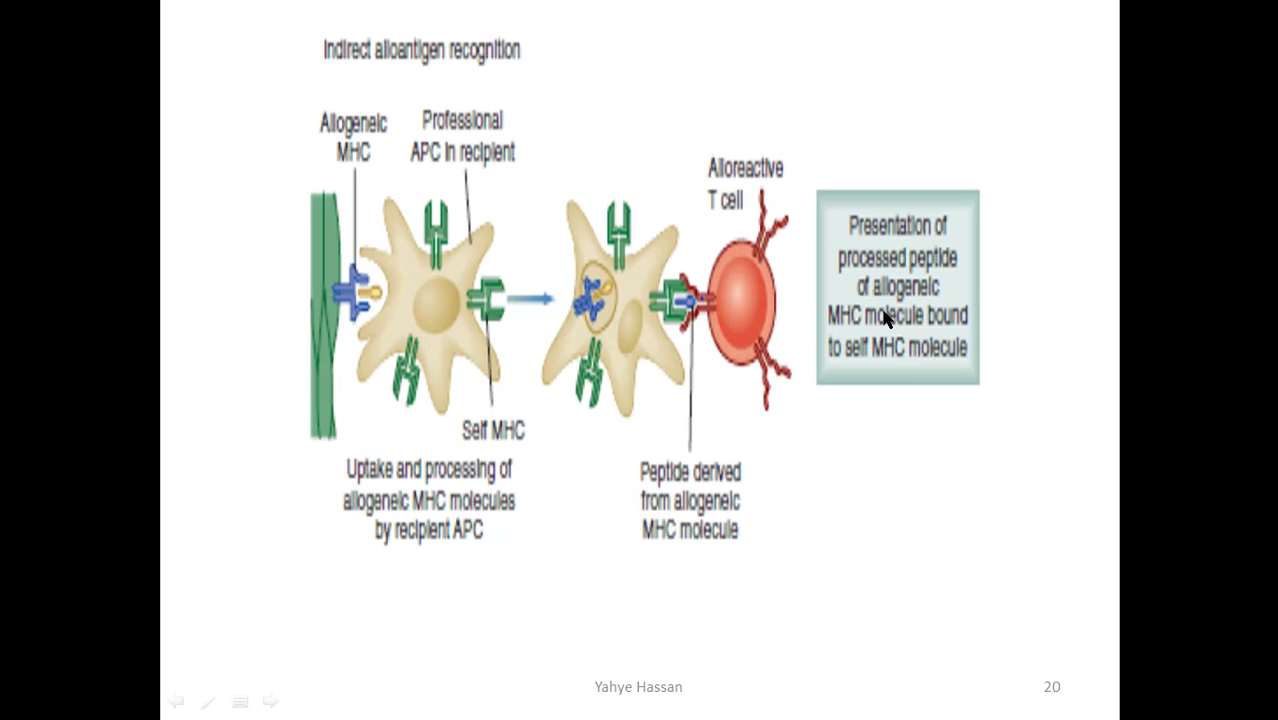 Indirect alloantigen recognition
Allogeneic
MHC
Professional
APC in recipient
Alloreactive
T cell
Presentation of
processed peptide
of allogeneic
MHC molecule bound
to self MHC molecule
Self MHC
Uptake and processing of
allogeneic MHC molecules
by recipient APC
Peptide derived
from allogeneic
MHC molecule
Yahye Hassan
20